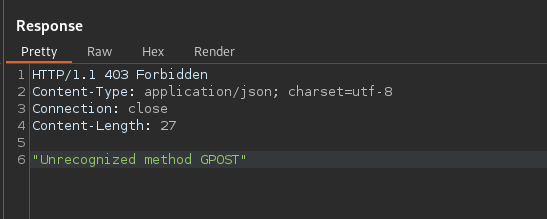 Response
Pretty Raw Hex Render
1 HTTP/1.1 403 Forbidden
2 Content-Type: application/json; charset=utf-8
3 Connection: close
4 Content-Length: 27
5
6 "Unrecognized method GPOST"